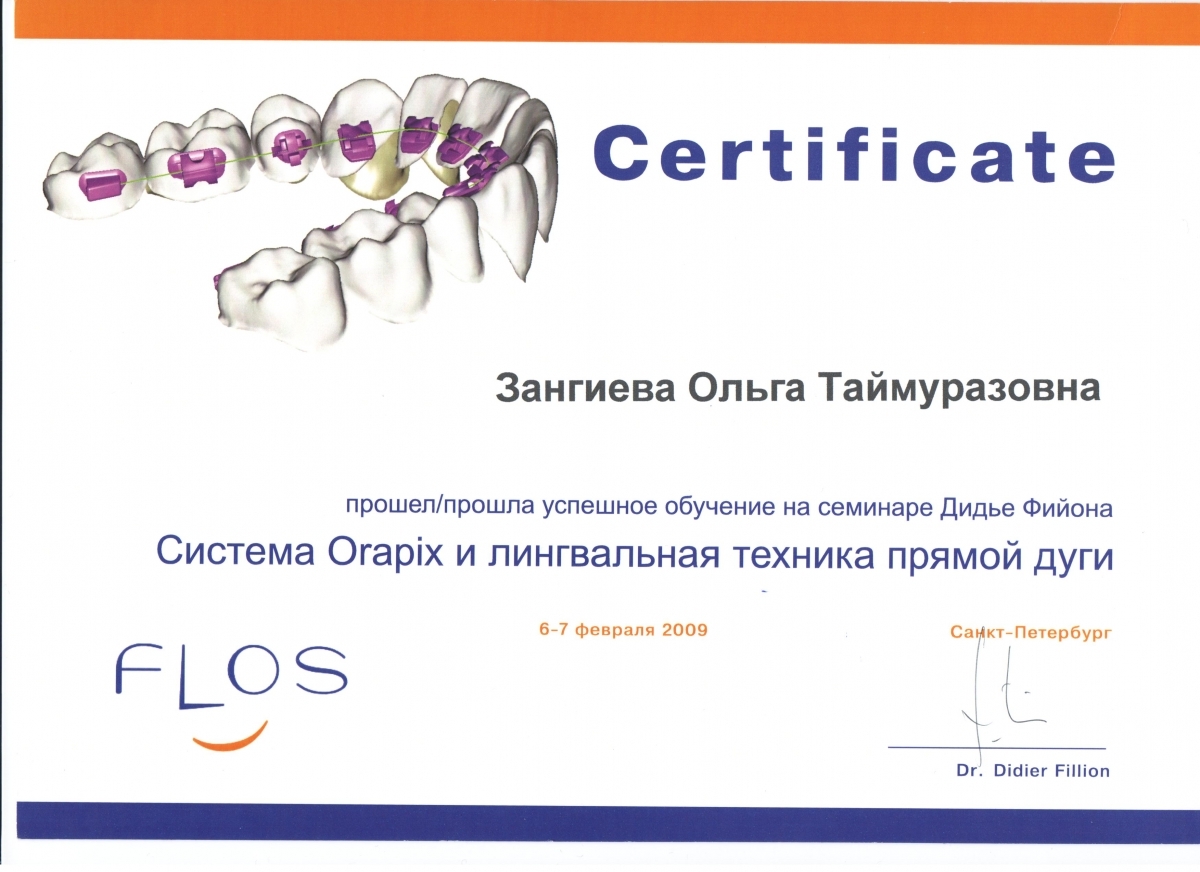 Certificate
Зангиева Ольга Таймуразовна
прошел/прошла успешное обучение на семинаре Дидье Фийона
Система Orapix и лингвальная техника прямой дуги
6-7 февраля 2009
Санкт-Петербург
FLOS
Dr. Didier Fillion